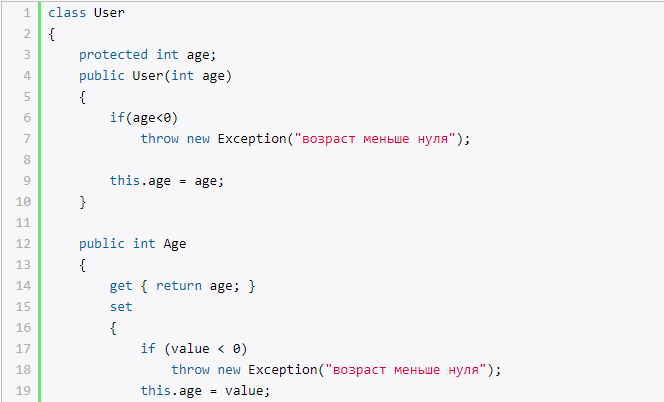 1 class User
2 {
3     protected int age;
4     public User(int age)
5     {
6         if(age<0)
7             throw new Exception("возраст меньше нуля");
8
9         this.age = age;
10     }
11
12     public int Age
13     {
14         get { return age; }
15         set
16         {
17             if (value < 0)
18                 throw new Exception("возраст меньше нуля");
19             this.age = value;